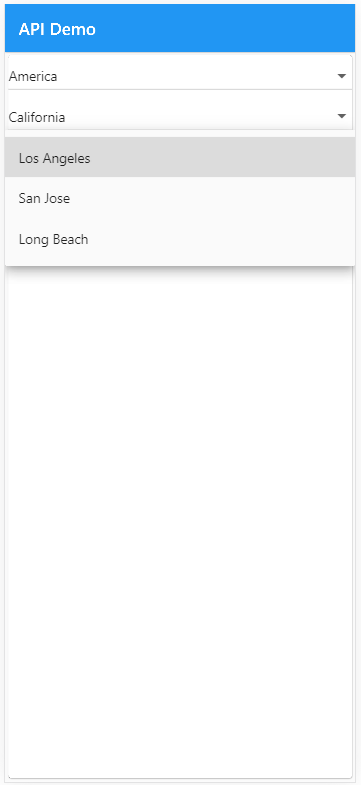 API Demo
America
California
Los Angeles
San Jose
Long Beach